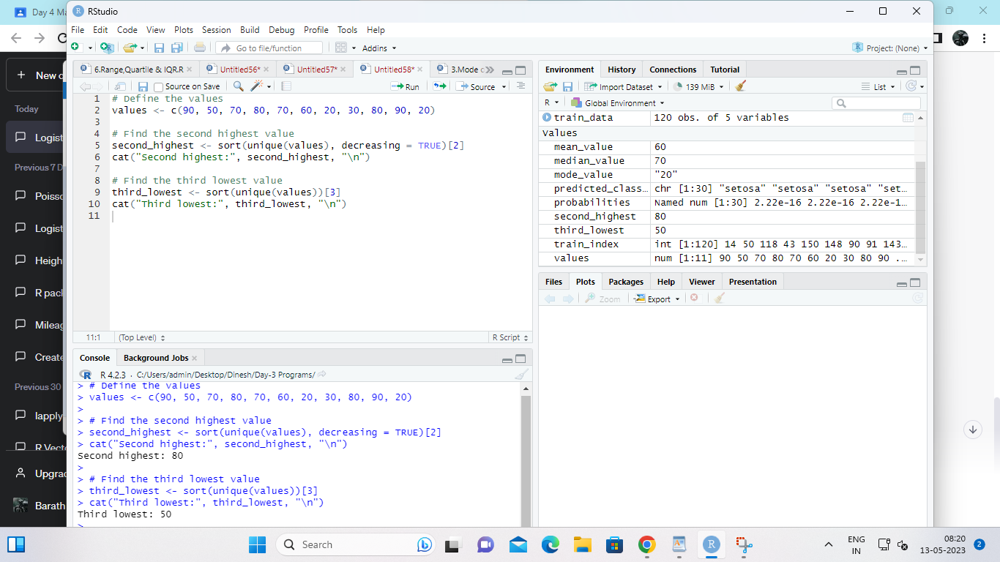 Day 4 Ma
RStudio
File Edit Code View Plots Session Build Debug Profile Tools Help
Go to file/function Addins Project: (None)
6.Range,Quartile & IQR.R Untitled56* Untitled57* Untitled58* 3.Mode c
Source on Save Run Source
1 # Define the values
2 values <- c(90, 50, 70, 80, 70, 60, 20, 30, 80, 90, 20)
3
4 # Find the second highest value
5 second_highest <- sort(unique(values), decreasing = TRUE)[2]
6 cat("Second highest:", second_highest, "\n")
7
8 # Find the third lowest value
9 third_lowest <- sort(unique(values))[3]
10 cat("Third lowest:", third_lowest, "\n")
11
11:1 (Top Level) R Script
Console Background Jobs
R 4.2.3 · C:/Users/admin/Desktop/Dinesh/Day-3 Programs/
> # Define the values
> values <- c(90, 50, 70, 80, 70, 60, 20, 30, 80, 90, 20)
>
> # Find the second highest value
> second_highest <- sort(unique(values), decreasing = TRUE)[2]
> cat("Second highest:", second_highest, "\n")
Second highest: 80
>
> # Find the third lowest value
> third_lowest <- sort(unique(values))[3]
> cat("Third lowest:", third_lowest, "\n")
Third lowest: 50
>
Environment History Connections Tutorial
Import Dataset 139 MiB List
R Global Environment
train_data 120 obs. of 5 variables
Values
mean_value 60
median_value 70
mode_value "20"
predicted_class… chr [1:30] "setosa" "setosa" "setosa" "set…
probabilities Named num [1:30] 2.22e-16 2.22e-16 2.22e-1…
second_highest 80
third_lowest 50
train_index int [1:120] 14 50 118 43 150 148 90 91 143…
values num [1:11] 90 50 70 80 70 60 20 30 80 90 ...
Files Plots Packages Help Viewer Presentation
Zoom Export
+ New c
Today
Logist
Previous 7 D
Poisso
Logist
Heigh
R pacl
Mileag
Create
Previous 30
lapply
R Vecto
Upgrad
Barath
Search
ENG
IN
08:20
13-05-2023
2